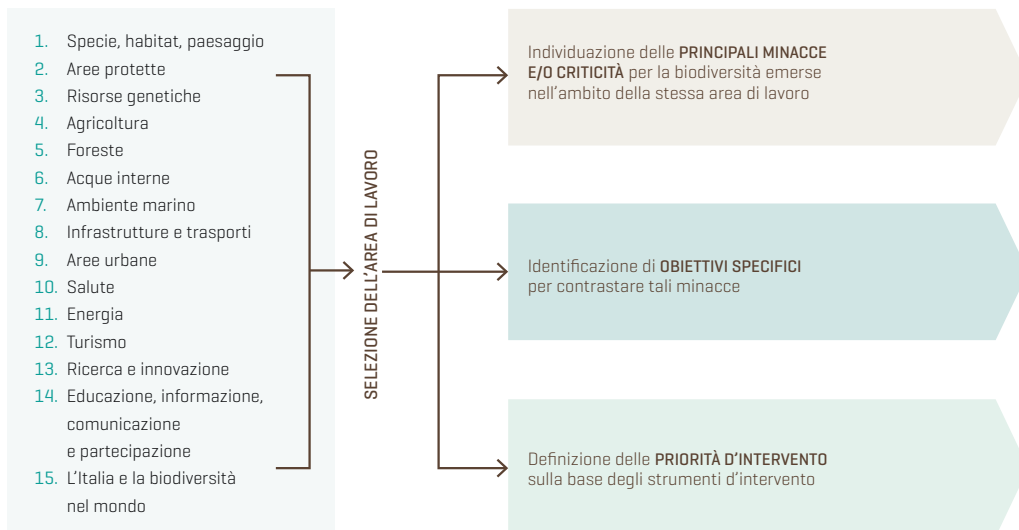 1. Specie, habitat, paesaggio
2. Aree protette
3. Risorse genetiche
4. Agricoltura
5. Foreste
6. Acque interne
7. Ambiente marino
8. Infrastrutture e trasporti
9. Aree urbane
10. Salute
11. Energia
12. Turismo
13. Ricerca e innovazione
14. Educazione, informazione,
comunicazione
e partecipazione
15. L'Italia e la biodiversità
nel mondo
SELEZIONE DELL'AREA DI LAVORO
Individuazione delle PRINCIPALI MINACCE
E/O CRITICITÀ per la biodiversità emerse
nell'ambito della stessa area di lavoro
Identificazione di OBIETTIVI SPECIFICI
per contrastare tali minacce
Definizione delle PRIORITÀ D'INTERVENTO
sulla base degli strumenti d'intervento